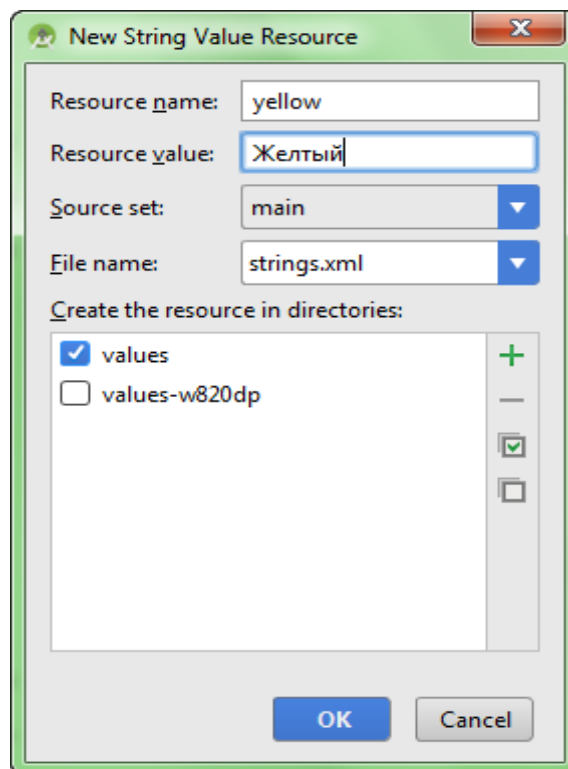 New String Value Resource
Resource name: yellow
Resource value: Желтый
Source set: main
File name: strings.xml
Create the resource in directories:
values
values-w820dp
OK Cancel